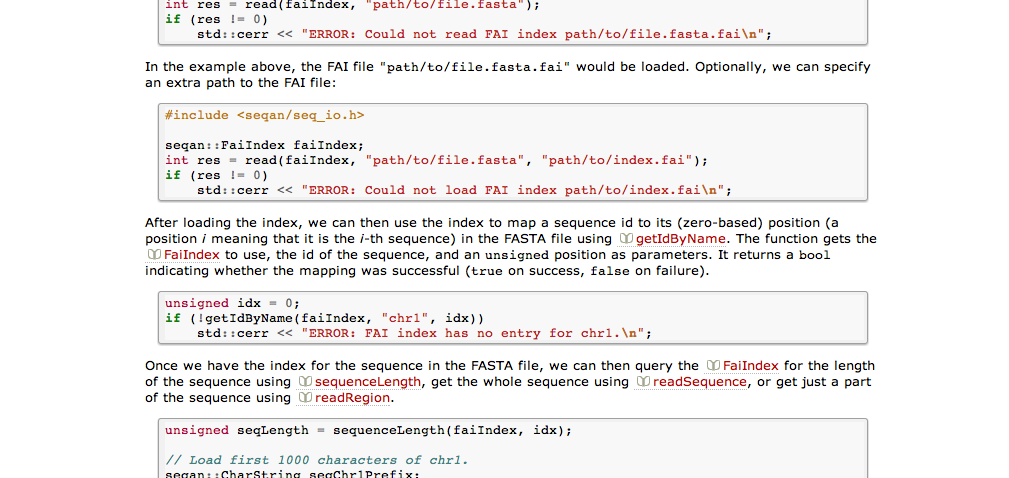 int res = read(faiIndex, "path/to/file.fasta");
if (res != 0)
    std::cerr << "ERROR: Could not read FAI index path/to/file.fasta.fai\n";
In the example above, the FAI file "path/to/file.fasta.fai" would be loaded. Optionally, we can specify
an extra path to the FAI file:
#include <seqan/seq_io.h>
seqan::FaiIndex faiIndex;
int res = read(faiIndex, "path/to/file.fasta", "path/to/index.fai");
if (res != 0)
    std::cerr << "ERROR: Could not load FAI index path/to/index.fai\n";
After loading the index, we can then use the index to map a sequence id to its (zero-based) position (a
position i meaning that it is the i-th sequence) in the FASTA file using getIdByName. The function gets the
FaiIndex to use, the id of the sequence, and an unsigned position as parameters. It returns a bool
indicating whether the mapping was successful (true on success, false on failure).
unsigned idx = 0;
if (!getIdByName(faiIndex, "chr1", idx))
    std::cerr << "ERROR: FAI index has no entry for chr1.\n";
Once we have the index for the sequence in the FASTA file, we can then query the FaiIndex for the length
of the sequence using sequenceLength, get the whole sequence using readSequence, or get just a part
of the sequence using readRegion.
unsigned seqLength = sequenceLength(faiIndex, idx);
// Load first 1000 characters of chr1.
seqan::CharString seqChr1Prefix;